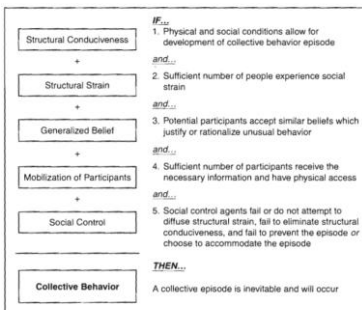 IF...
Structural Conduciveness
1. Physical and social conditions allow for
development of collective behavior episode
+
and...
Structural Strain
2. Sufficient number of people experience social
strain
+
and...
Generalized Belief
3. Potential participants accept similar beliefs which
justify or rationalize unusual behavior
+
and...
Mobilization of Participants
4. Sufficient number of participants receive the
necessary information and have physical access
+
and...
Social Control
5. Social control agents fail or do not attempt to
diffuse structural strain, fail to eliminate structural
conduciveness, and fail to prevent the episode or
choose to accommodate the episode
THEN...
Collective Behavior
A collective episode is inevitable and will occur